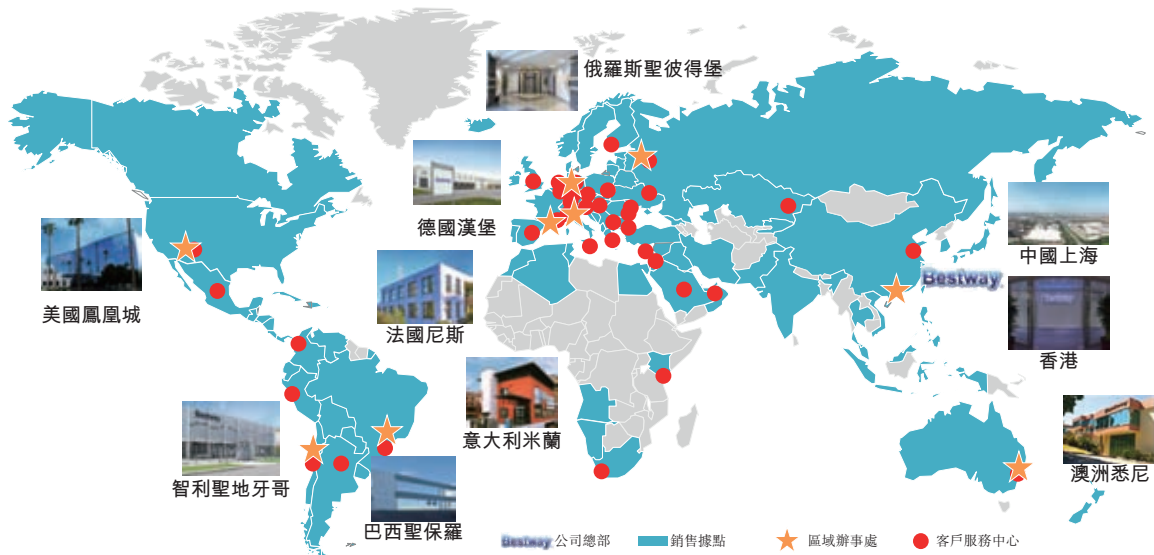 俄羅斯聖彼得堡
德國漢堡
美國鳳凰城
法國尼斯
中國上海
Bestway
香港
意大利米蘭
智利聖地牙哥
巴西聖保羅
澳洲悉尼
Bestway 公司總部
銷售據點
區域辦事處
客戶服務中心